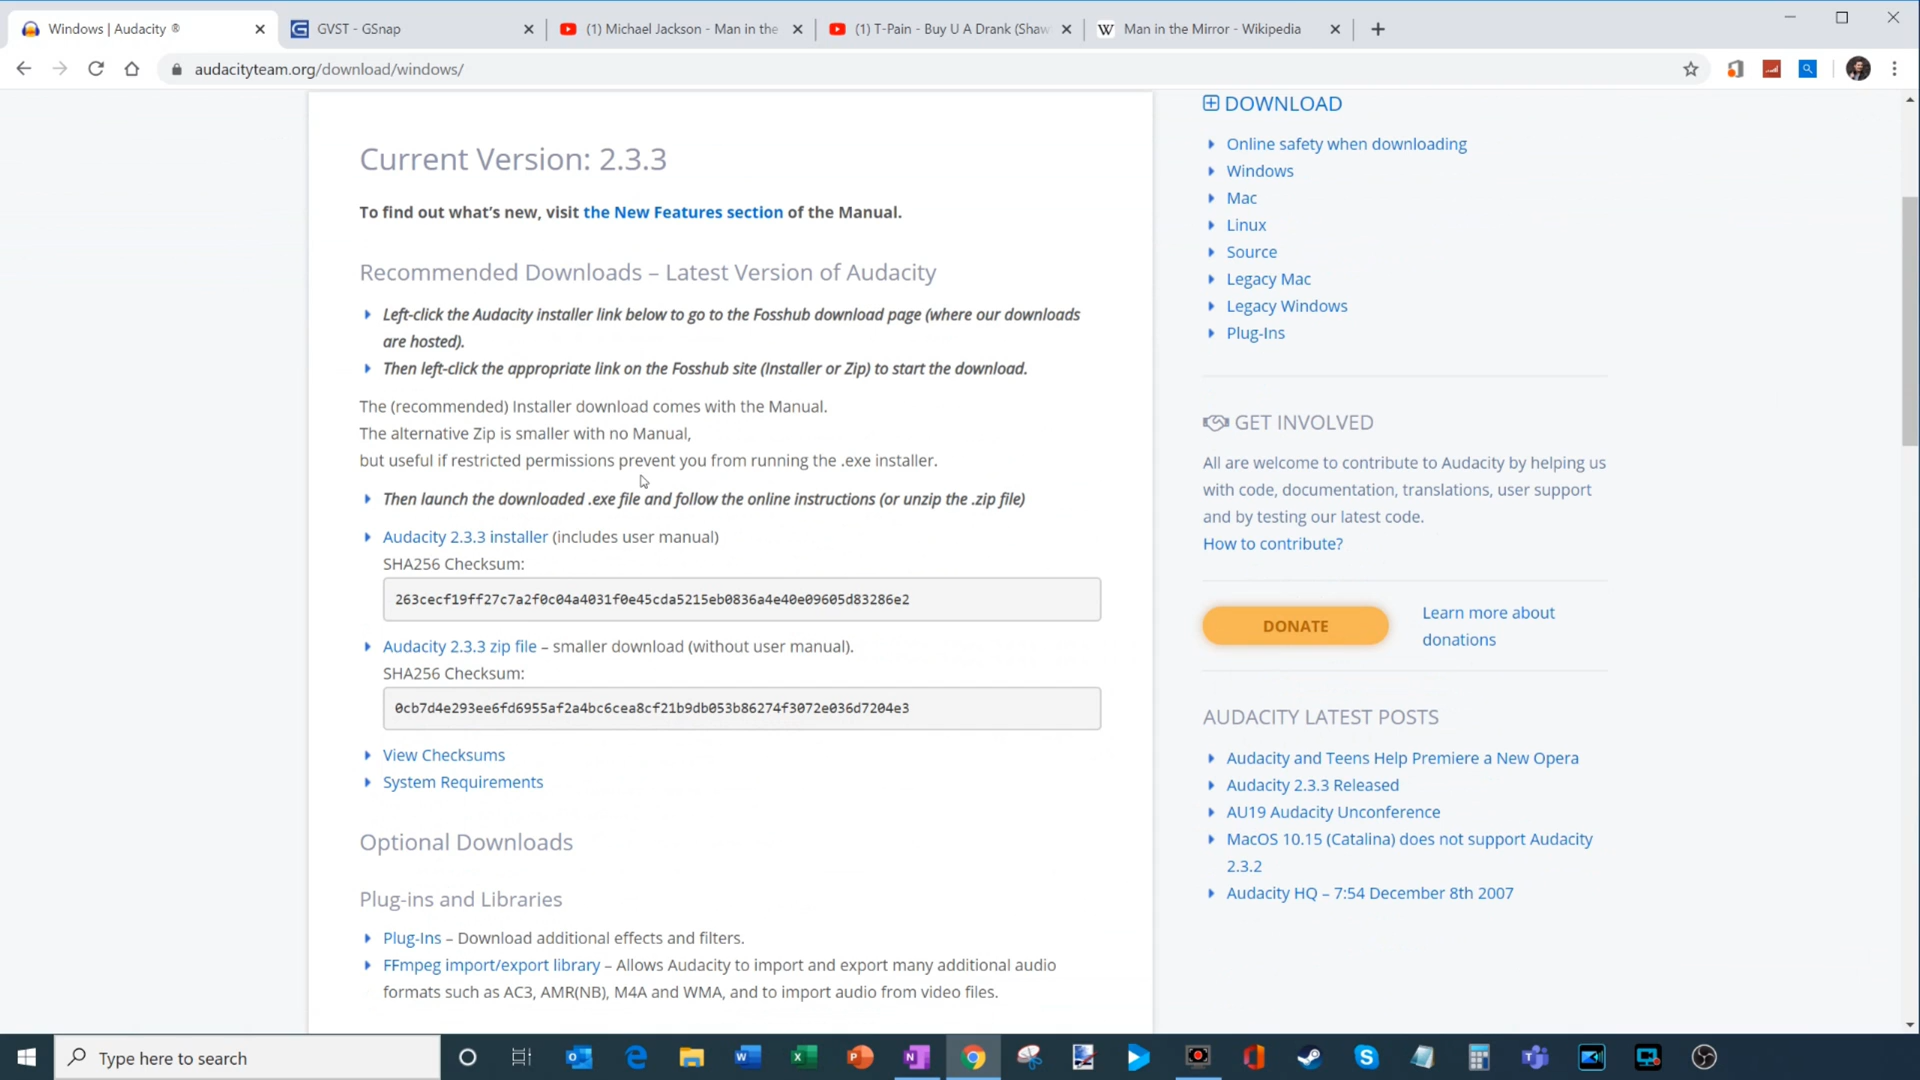 Windows | Audacity ®
GVST - GSnap
(1) Michael Jackson - Man in the
(1) T-Pain - Buy U A Drank (Shaw
Man in the Mirror - Wikipedia
audacityteam.org/download/windows/
Current Version: 2.3.3
To find out what's new, visit the New Features section of the Manual.
Recommended Downloads – Latest Version of Audacity
Left-click the Audacity installer link below to go to the Fosshub download page (where our downloads
are hosted).
Then left-click the appropriate link on the Fosshub site (Installer or Zip) to start the download.
The (recommended) Installer download comes with the Manual.
The alternative Zip is smaller with no Manual,
but useful if restricted permissions prevent you from running the .exe installer.
Then launch the downloaded .exe file and follow the online instructions (or unzip the .zip file)
Audacity 2.3.3 installer (includes user manual)
SHA256 Checksum:
263cecf19ff27c7a2f0c04a4031f0e45cda5215eb0836a4e40e09605d83286e2
Audacity 2.3.3 zip file – smaller download (without user manual).
SHA256 Checksum:
0cb7d4e293ee6fd6955af2a4bc6cea8cf21b9db053b86274f3072e036d7204e3
View Checksums
System Requirements
Optional Downloads
Plug-ins and Libraries
Plug-Ins – Download additional effects and filters.
FFmpeg import/export library – Allows Audacity to import and export many additional audio
formats such as AC3, AMR(NB), M4A and WMA, and to import audio from video files.
DOWNLOAD
Online safety when downloading
Windows
Mac
Linux
Source
Legacy Mac
Legacy Windows
Plug-Ins
GET INVOLVED
All are welcome to contribute to Audacity by helping us
with code, documentation, translations, user support
and by testing our latest code.
How to contribute?
DONATE
Learn more about
donations
AUDACITY LATEST POSTS
Audacity and Teens Help Premiere a New Opera
Audacity 2.3.3 Released
AU19 Audacity Unconference
MacOS 10.15 (Catalina) does not support Audacity
2.3.2
Audacity HQ – 7:54 December 8th 2007
Type here to search